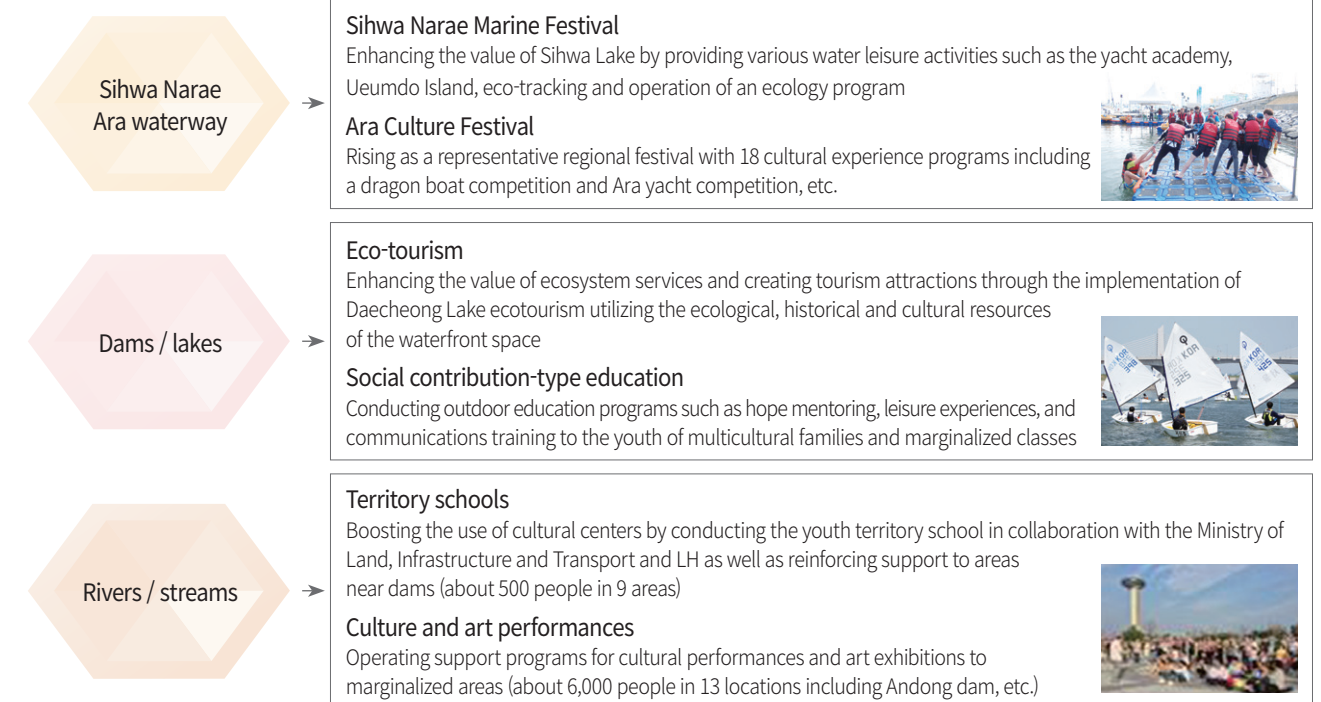 Sihwa Narae
Ara waterway
Sihwa Narae Marine Festival
Enhancing the value of Sihwa Lake by providing various water leisure activities such as the yacht academy,
Ueumdo Island, eco-tracking and operation of an ecology program
Ara Culture Festival
Rising as a representative regional festival with 18 cultural experience programs including
a dragon boat competition and Ara yacht competition, etc.
Dams / lakes
Eco-tourism
Enhancing the value of ecosystem services and creating tourism attractions through the implementation of
Daecheong Lake ecotourism utilizing the ecological, historical and cultural resources
of the waterfront space
Social contribution-type education
Conducting outdoor education programs such as hope mentoring, leisure experiences, and
communications training to the youth of multicultural families and marginalized classes
KOR
398
KOR
325
KOR
425
Rivers / streams
Territory schools
Boosting the use of cultural centers by conducting the youth territory school in collaboration with the Ministry of
Land, Infrastructure and Transport and LH as well as reinforcing support to areas
near dams (about 500 people in 9 areas)
Culture and art performances
Operating support programs for cultural performances and art exhibitions to
marginalized areas (about 6,000 people in 13 locations including Andong dam, etc.)